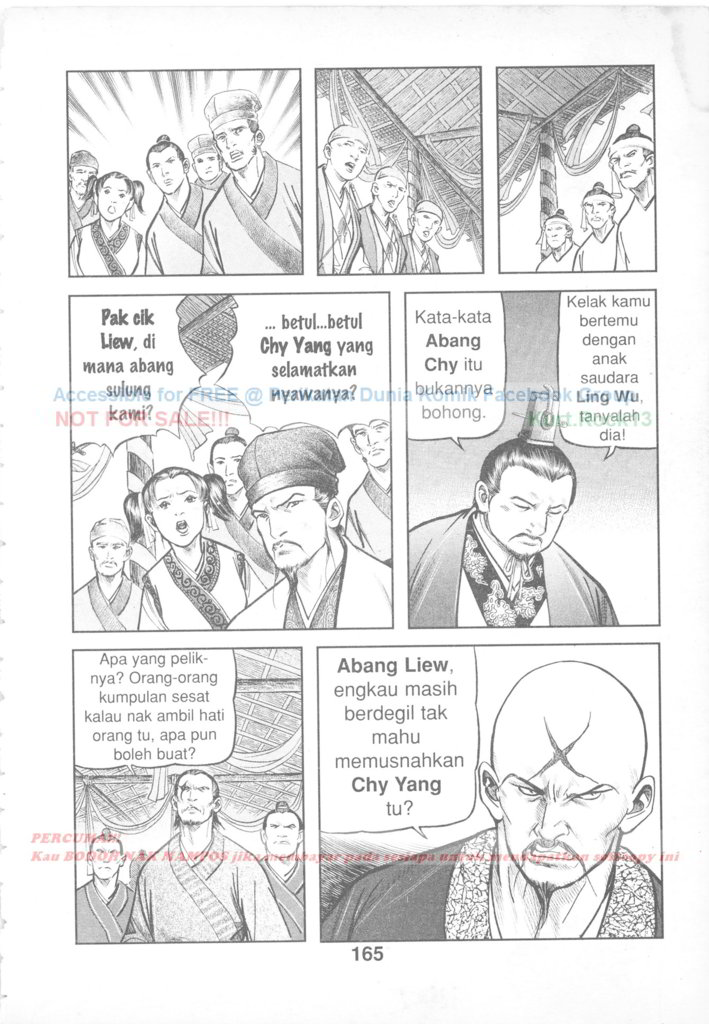 Pak cik
Liew, di
mana abang
sulung
kami?
... betul...betul
Chy Yang yang
selamatkan
nyawanya?
Kata-kata
Abang
Chy itu
bukannya
bohong.
Kelak kamu
bertemu
dengan
anak
saudara
Ling Wu,
tanyalah
dia!
NOT FOR SALE!!!
Apa yang pelik-
nya? Orang-orang
kumpulan sesat
kalau nak ambil hati
orang tu, apa pun
boleh buat?
Abang Liew,
engkau masih
berdegil tak
mahu
memusnahkan
Chy Yang
tu?
PERCUMA!!
165